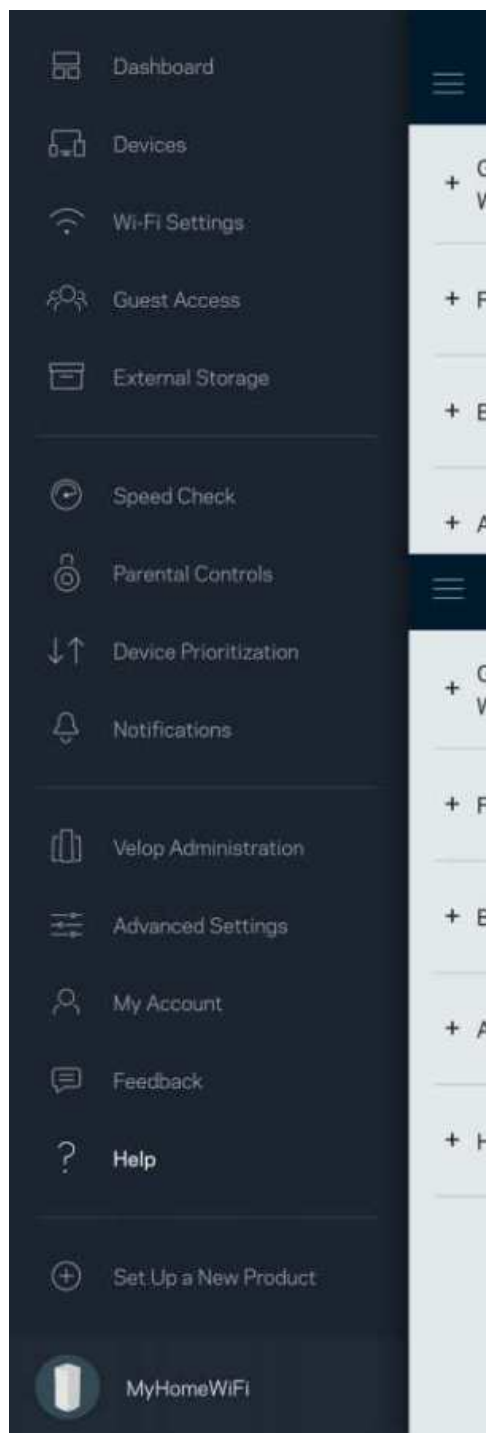 Dashboard
Devices
Wi-Fi Settings
Guest Access
External Storage
Speed Check
Parental Controls
Device Prioritization
Notifications
Velop Administration
Advanced Settings
My Account
Feedback
? Help
Set Up a New Product
MyHomeWiFi